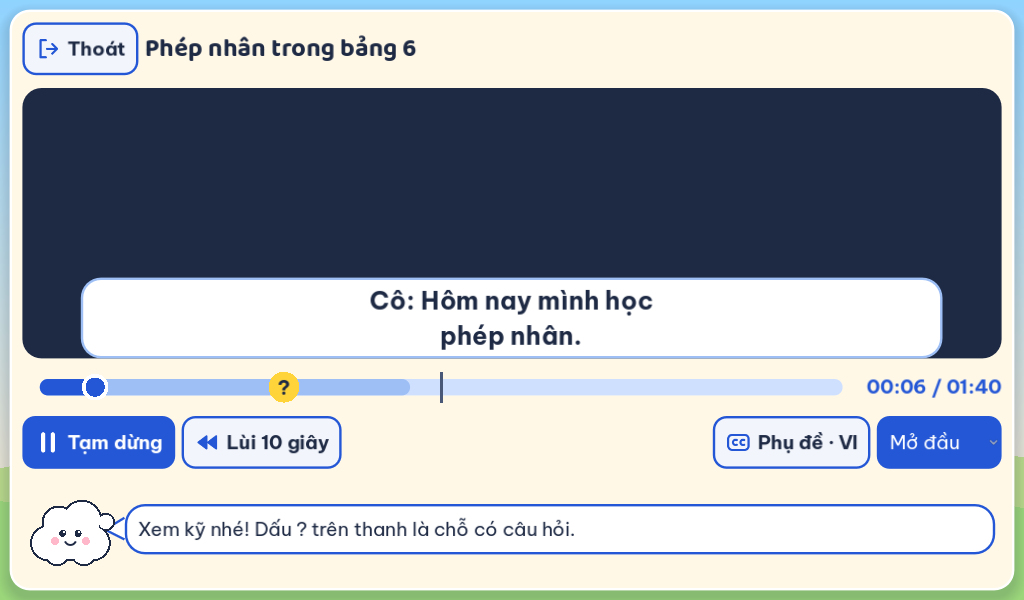 Thoát
Phép nhân trong bảng 6
Cô: Hôm nay mình học
phép nhân.
?
00:06 / 01:40
Tạm dừng
Lùi 10 giây
CC Phụ đề · VI
Mở đầu
Xem kỹ nhé! Dấu ? trên thanh là chỗ có câu hỏi.